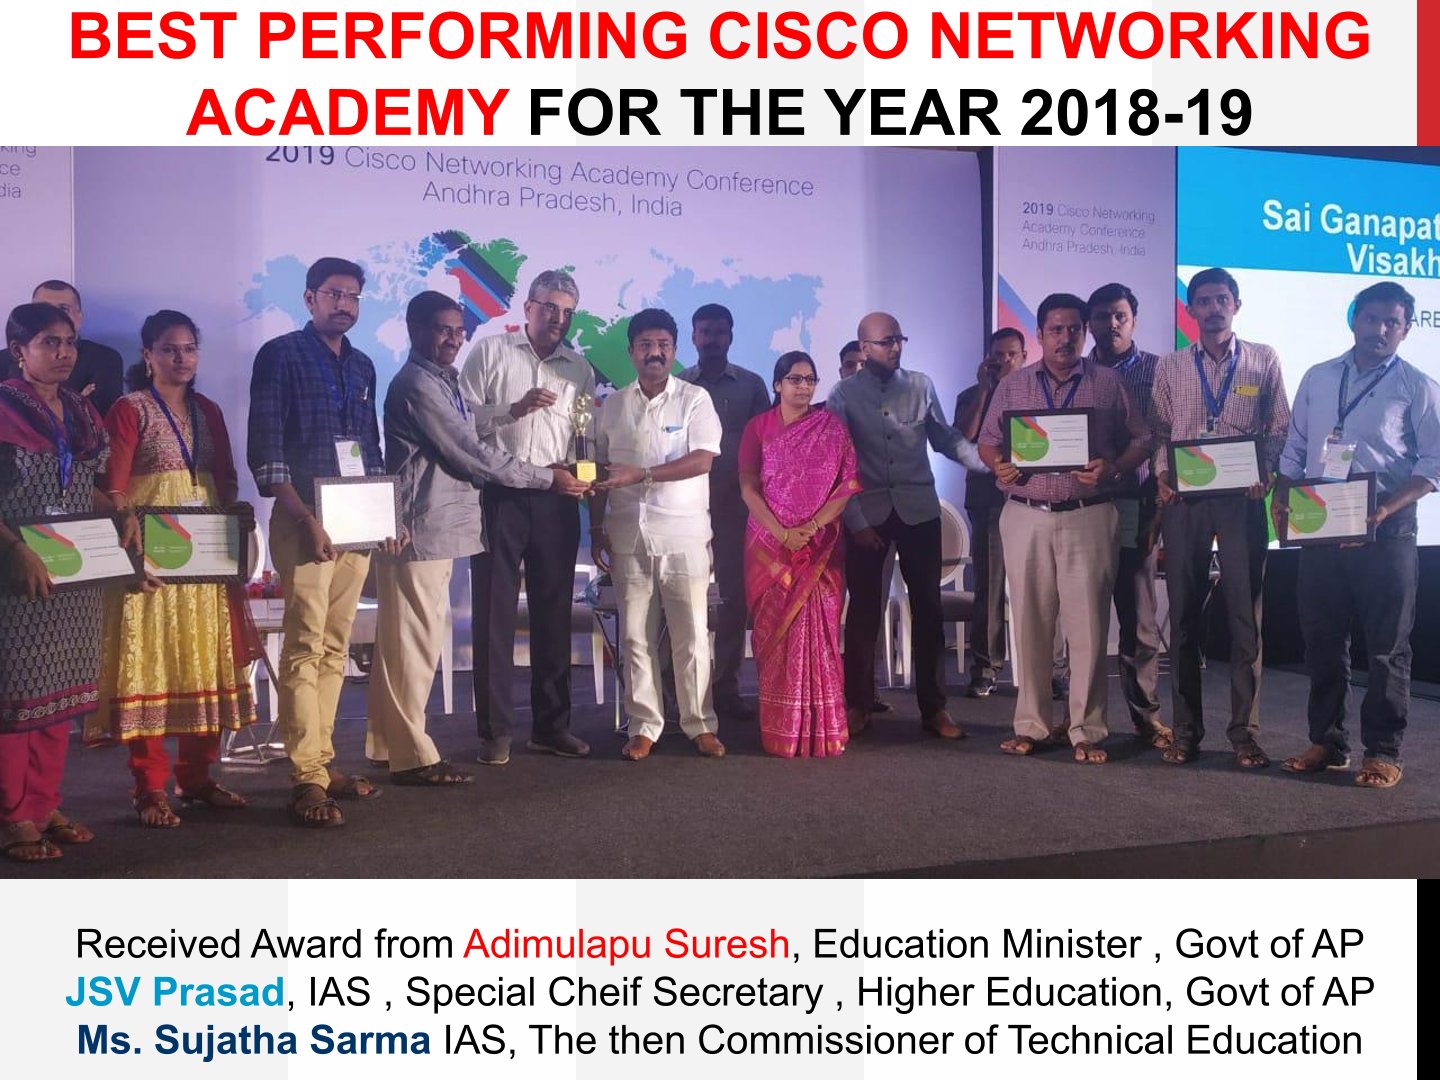 BEST PERFORMING CISCO NETWORKING
ACADEMY FOR THE YEAR 2018-19
2019 Cisco Networking Academy Conference
Andhra Pradesh, India
2019 Cisco Networking
Academy Conference
Andhra Pradesh, India
Sai Ganapat
Visakh
Received Award from Adimulapu Suresh, Education Minister , Govt of AP
JSV Prasad, IAS , Special Cheif Secretary , Higher Education, Govt of AP
Ms. Sujatha Sarma IAS, The then Commissioner of Technical Education